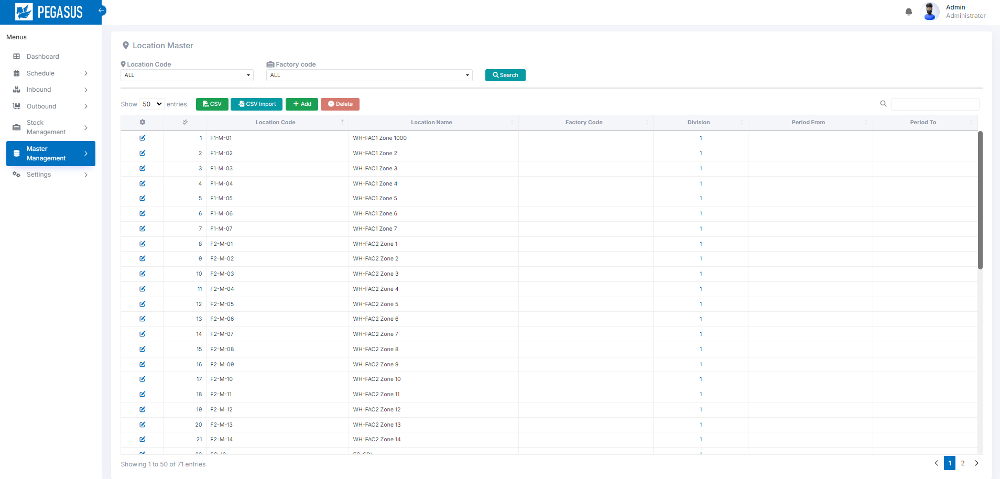 PEGASUS
Admin
Administrator
Menus
Dashboard
Schedule
Inbound
Outbound
Stock
Management
Master
Management
Settings
Location Master
Location Code
Factory code
ALL
ALL
Search
Show 50 entries
CSV
CSV Import
Add
Delete
Location Code Location Name Factory Code Division Period From Period To
1 F1-M-01 WH-FAC1 Zone 1000 1
2 F1-M-02 WH-FAC1 Zone 2 1
3 F1-M-03 WH-FAC1 Zone 3 1
4 F1-M-04 WH-FAC1 Zone 4 1
5 F1-M-05 WH-FAC1 Zone 5 1
6 F1-M-06 WH-FAC1 Zone 6 1
7 F1-M-07 WH-FAC1 Zone 7 1
8 F2-M-01 WH-FAC2 Zone 1 1
9 F2-M-02 WH-FAC2 Zone 2 1
10 F2-M-03 WH-FAC2 Zone 3 1
11 F2-M-04 WH-FAC2 Zone 4 1
12 F2-M-05 WH-FAC2 Zone 5 1
13 F2-M-06 WH-FAC2 Zone 6 1
14 F2-M-07 WH-FAC2 Zone 7 1
15 F2-M-08 WH-FAC2 Zone 8 1
16 F2-M-09 WH-FAC2 Zone 9 1
17 F2-M-10 WH-FAC2 Zone 10 1
18 F2-M-11 WH-FAC2 Zone 11 1
19 F2-M-12 WH-FAC2 Zone 12 1
20 F2-M-13 WH-FAC2 Zone 13 1
21 F2-M-14 WH-FAC2 Zone 14 1
Showing 1 to 50 of 71 entries
1 2